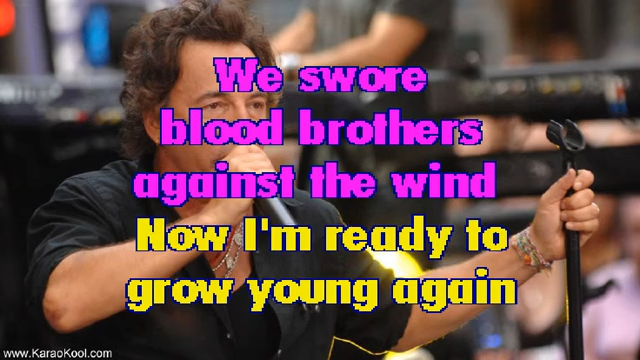 We swore
blood brothers
against the wind
Now I'm ready to
grow young again
www.KaraoKool.com